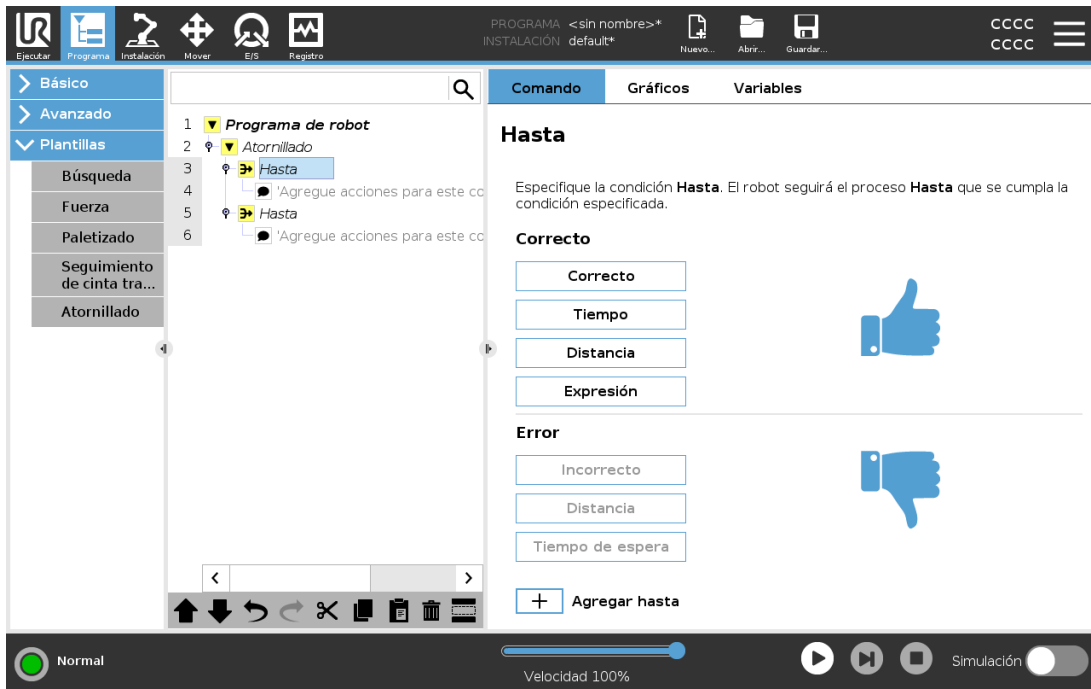 UR
PROGRAMA <sin nombre>*
INSTALACIÓN default*
CCCC
CCCC
Ejecutar Programa Instalación Mover E/S Registro Nuevo... Abrir... Guardar...
Básico
Avanzado
Plantillas
Búsqueda
Fuerza
Paletizado
Seguimiento
de cinta tra...
Atornillado
1 Programa de robot
2 Atornillado
3 Hasta
4 'Agregue acciones para este co
5 Hasta
6 'Agregue acciones para este co
Comando Gráficos Variables
Hasta
Especifique la condición Hasta. El robot seguirá el proceso Hasta que se cumpla la
condición especificada.
Correcto
Correcto
Tiempo
Distancia
Expresión
Error
Incorrecto
Distancia
Tiempo de espera
+ Agregar hasta
Normal
Velocidad 100%
Simulación